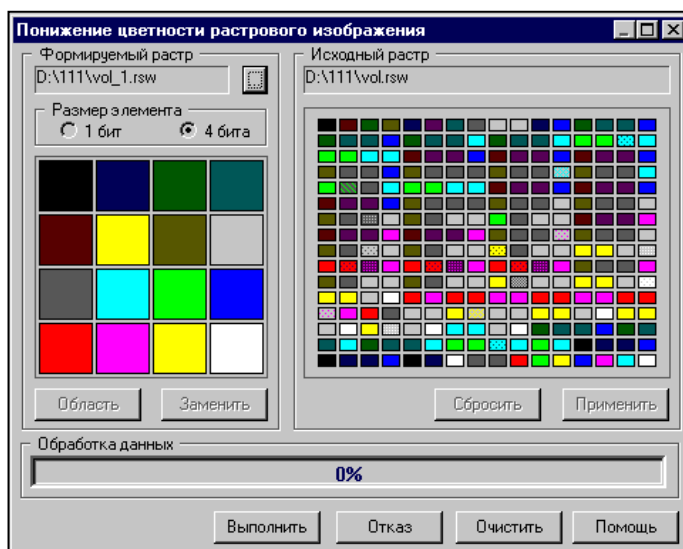 Понижение цветности растрового изображения
Формируемый растр
D:\111\vol_1.rsw
Размер элемента
1 бит
4 бита
Область
Заменить
Исходный растр
D:\111\vol.rsw
Сбросить
Применить
Обработка данных
0%
Выполнить
Отказ
Очистить
Помощь